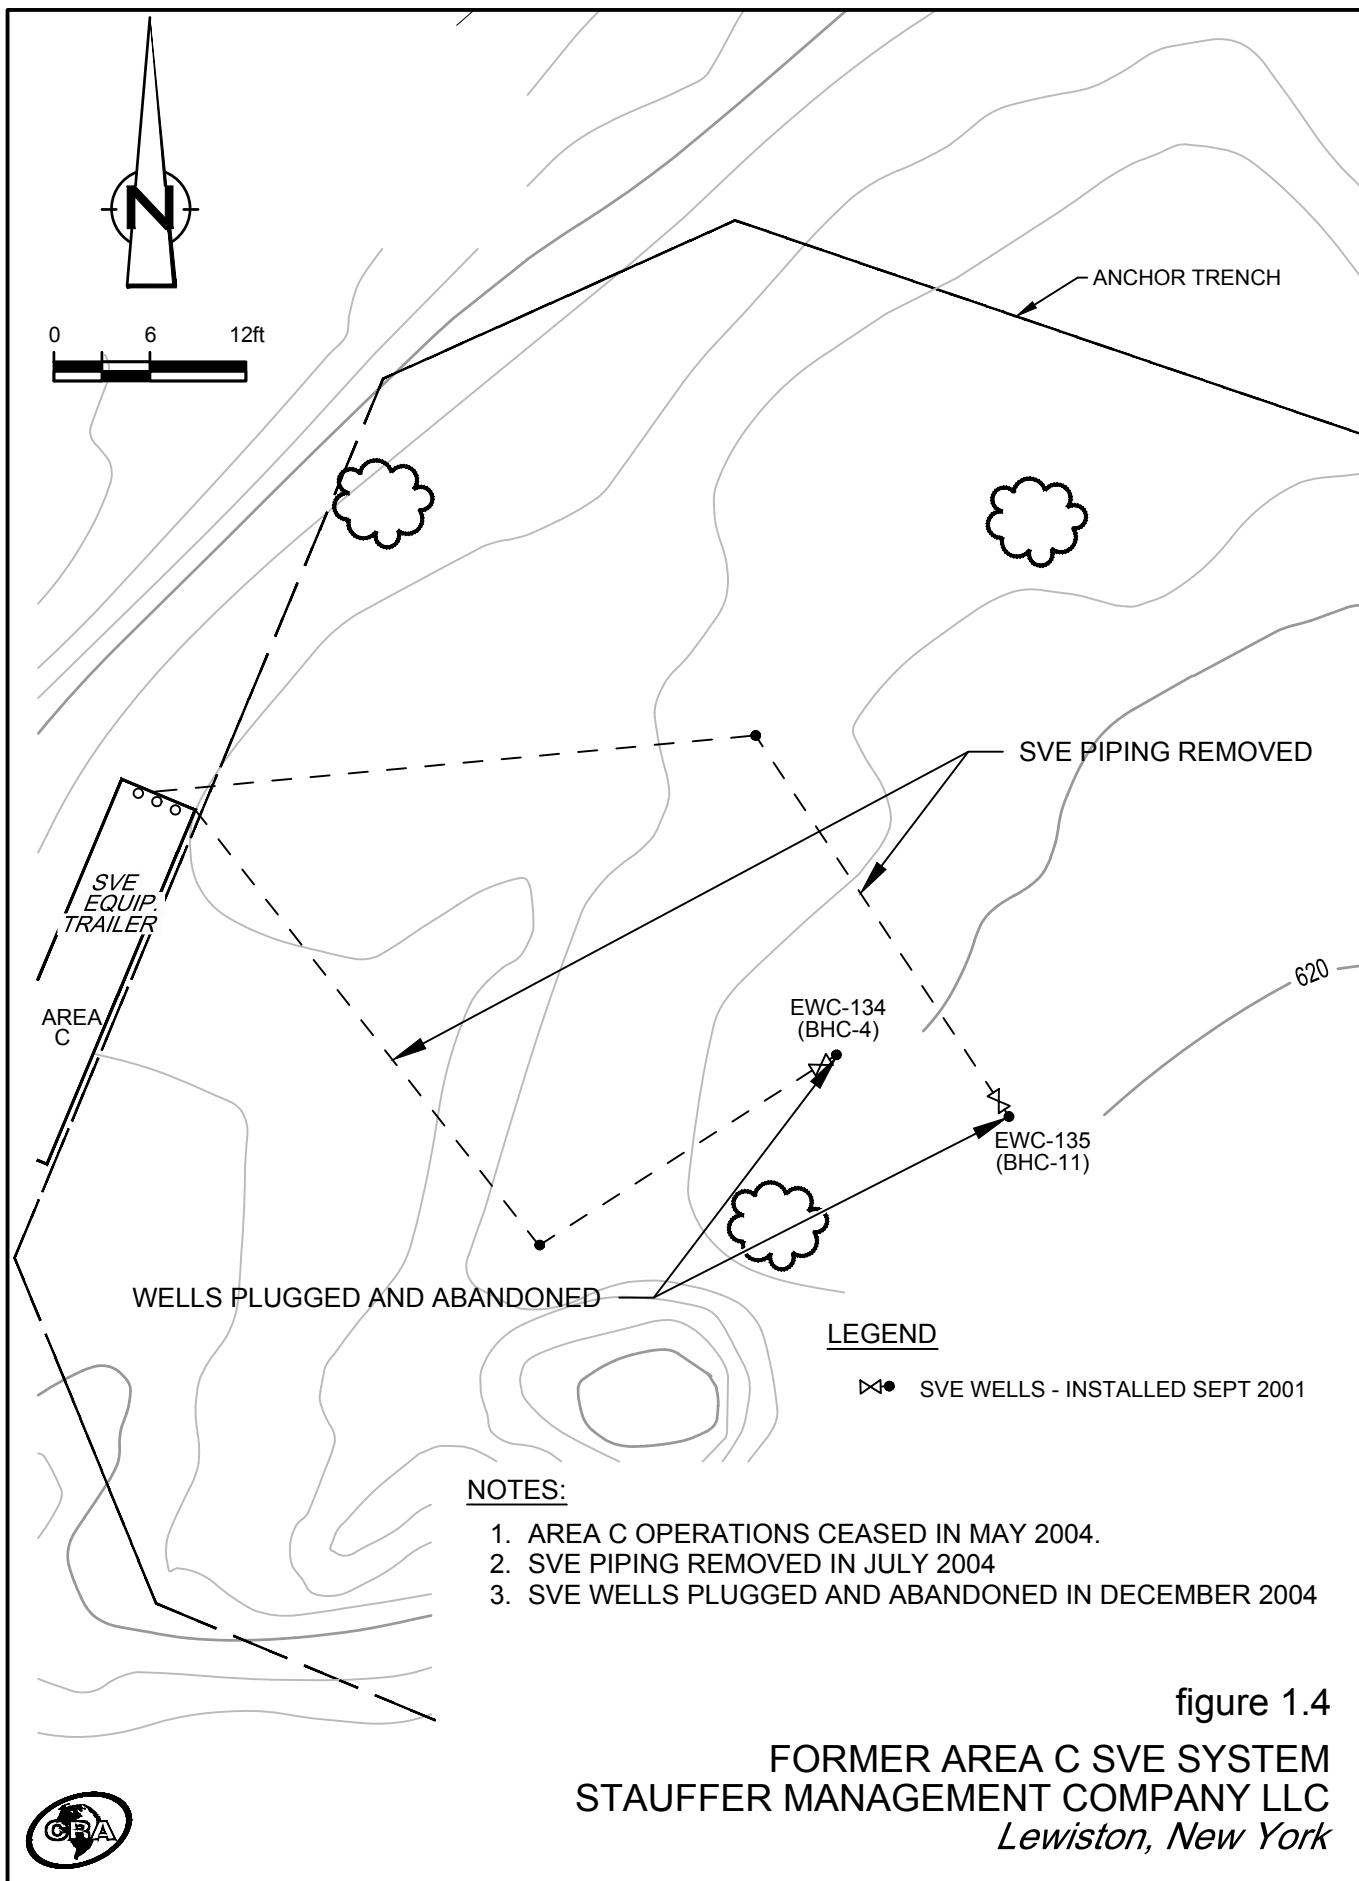 N
0 6 12ft
ANCHOR TRENCH
SVE PIPING REMOVED
SVE
EQUIP.
TRAILER
AREA
C
620
EWC-134
(BHC-4)
EWC-135
(BHC-11)
WELLS PLUGGED AND ABANDONED
LEGEND
SVE WELLS - INSTALLED SEPT 2001
NOTES:
1. AREA C OPERATIONS CEASED IN MAY 2004.
2. SVE PIPING REMOVED IN JULY 2004
3. SVE WELLS PLUGGED AND ABANDONED IN DECEMBER 2004
figure 1.4
FORMER AREA C SVE SYSTEM
STAUFFER MANAGEMENT COMPANY LLC
Lewiston, New York
CRA